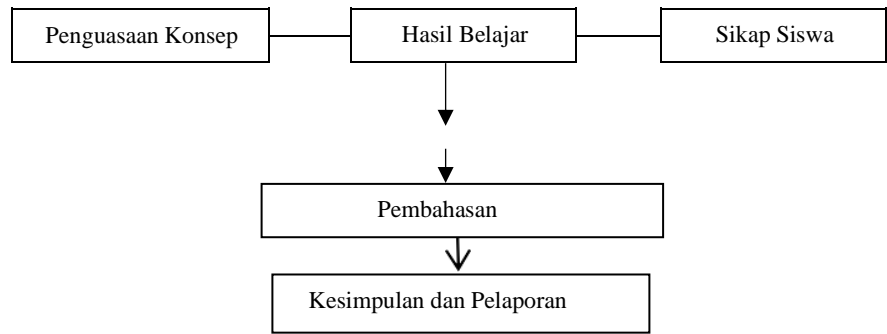 Penguasaan Konsep
Hasil Belajar
Sikap Siswa
Pembahasan
Kesimpulan dan Pelaporan